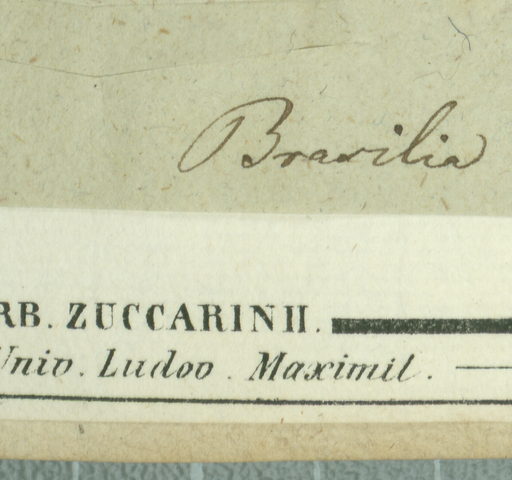 Brasilia
RB. ZUCCARINII.
Univ. Ludov. Maximil.